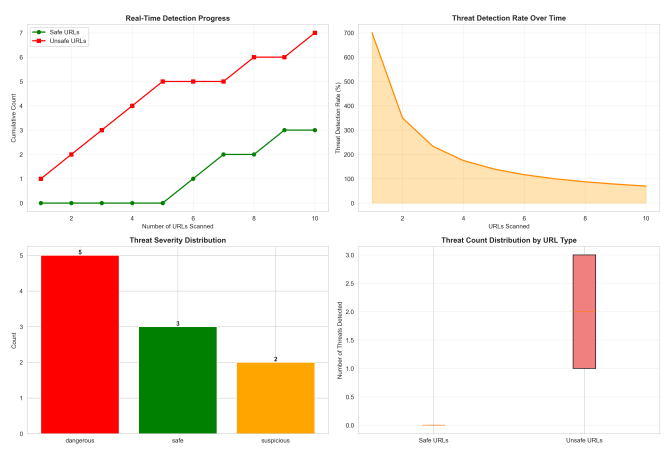 Real-Time Detection Progress
Safe URLs
Unsafe URLs
Cumulative Count
7
6
5
4
3
2
1
0
2
4
6
8
10
Number of URLs Scanned
Threat Detection Rate Over Time
Threat Detection Rate (%)
700
600
500
400
300
200
100
0
2
4
6
8
10
URLs Scanned
Threat Severity Distribution
Count
5
4
3
2
1
0
5
3
2
dangerous
safe
suspicious
Threat Count Distribution by URL Type
Number of Threats Detected
3.0
2.5
2.0
1.5
1.0
0.5
0.0
Safe URLs
Unsafe URLs